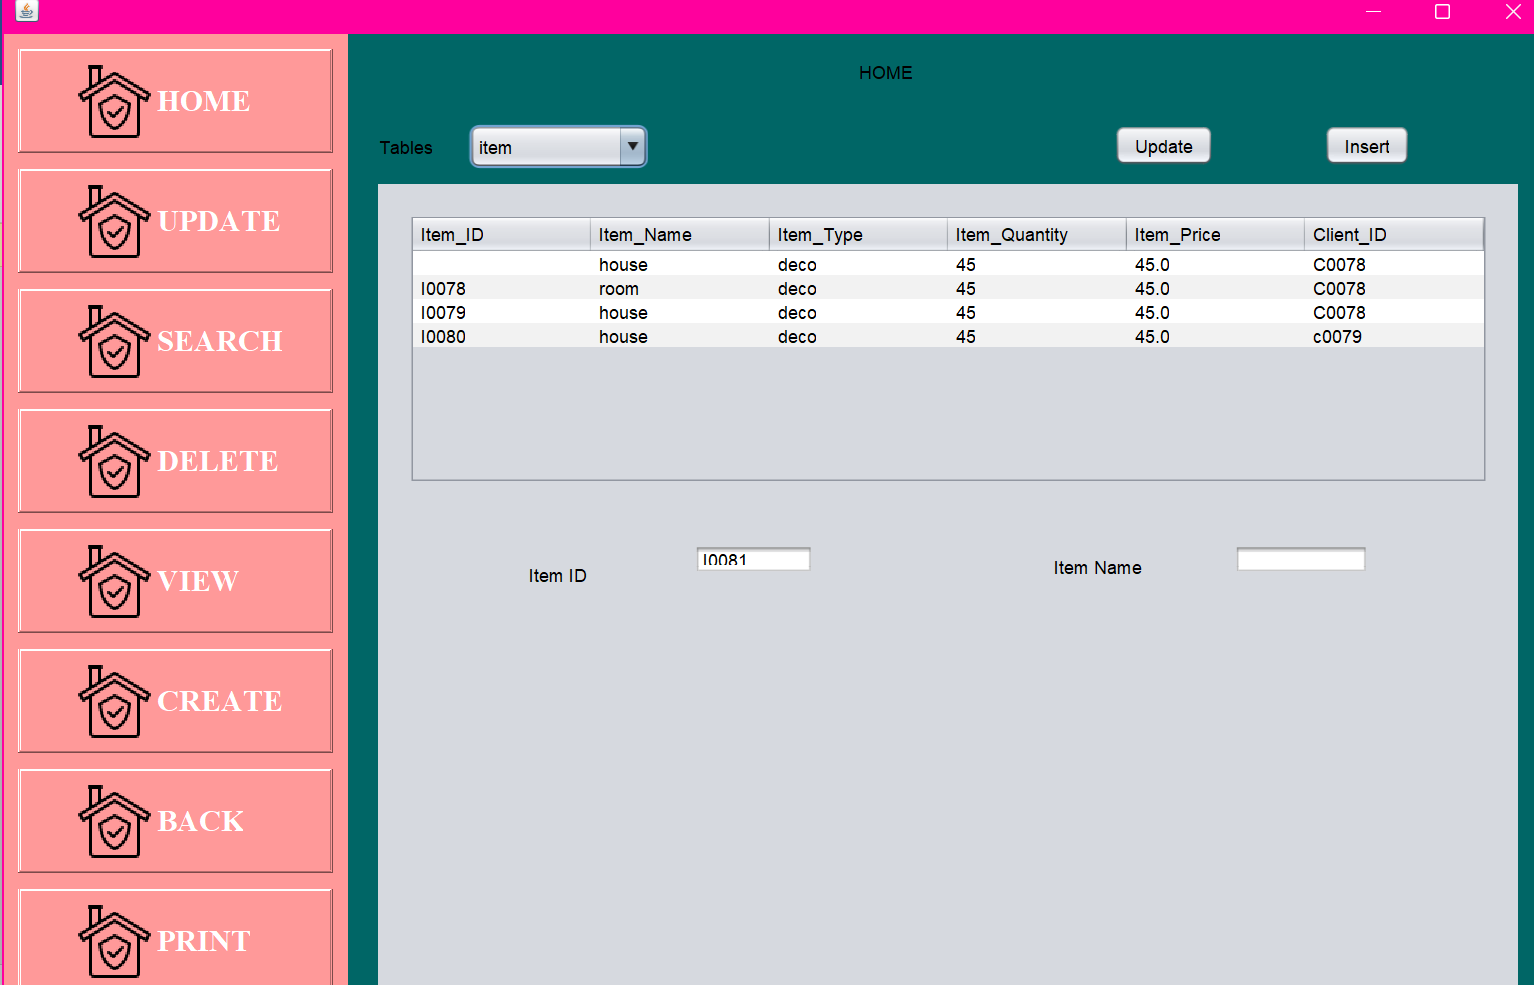 HOME
UPDATE
SEARCH
DELETE
VIEW
CREATE
BACK
PRINT
HOME
Tables item Update Insert
Item_ID Item_Name Item_Type Item_Quantity Item_Price Client_ID
house deco 45 45.0 C0078
I0078 room deco 45 45.0 C0078
I0079 house deco 45 45.0 C0078
I0080 house deco 45 45.0 c0079
Item ID I0081 Item Name